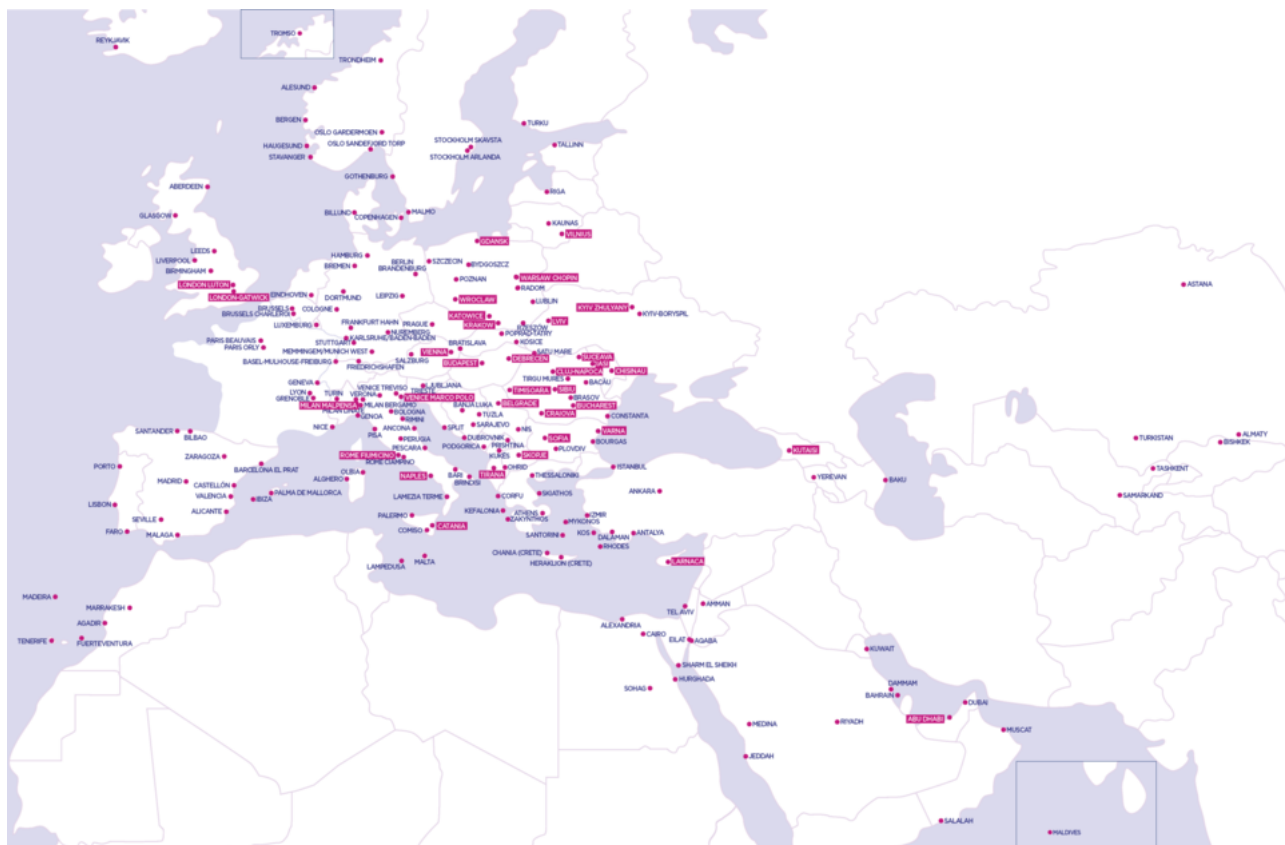 REYKJAVIK
TROMSO
TRONDHEIM
ALESUND
BERGEN
OSLO GARDERMOEN
OSLO SANDEFJORD TORP
HAUGESUND
STAVANGER
TURKU
STOCKHOLM SKAVSTA
STOCKHOLM ARLANDA
TALLINN
GOTHENBURG
ABERDEEN
RIGA
GLASGOW
BILLUND
COPENHAGEN
MALMO
KAUNAS
VILNIUS
GDANSK
LEEDS
LIVERPOOL
BIRMINGHAM
HAMBURG
BREMEN
BERLIN
BRANDENBURG
SZCZECIN
BYDGOSZCZ
POZNAN
WARSAW CHOPIN
RADOM
LONDON LUTON
LONDON-GATWICK
EINDHOVEN
DORTMUND
LEIPZIG
WROCLAW
LUBLIN
KYIV ZHULYANY
KYIV-BORYSPIL
ASTANA
BRUSSELS
BRUSSELS CHARLEROI
COLOGNE
KATOWICE
KRAKOW
LVIV
RZESZÓW
LUXEMBURG
FRANKFURT HAHN
PRAGUE
NUREMBERG
POPRAD-TATRY
KOSICE
PARIS BEAUVAIS
PARIS ORLY
STUTTGART
KARLSRUHE/BADEN-BADEN
BRATISLAVA
MEMMINGEM/MUNICH WEST
VIENNA
SATU MARE
BASEL-MULHOUSE-FREIBURG
FRIEDRICHSHAFEN
SALZBURG
BUDAPEST
DEBRECEN
SUCEAVA
IASI
CLUJ-NAPOCA
CHISINAU
GENEVA
LYON
GRENOBLE
TURIN
VERONA
VENICE TREVISO
TRIESTE
LJUBLJANA
VENICE MARCO POLO
TIRGU MURES
BACAU
TIMISOARA
SIBIU
BRASOV
MILAN MALPENSA
MILAN BERGAMO
MILAN LINATE
GENOA
BOLOGNA
RIMINI
BANJA LUKA
BELGRADE
BUCHAREST
TUZLA
CRAIOVA
CONSTANTA
NICE
PISA
ANCONA
PERUGIA
SPLIT
SARAJEVO
NIS
VARNA
SANTANDER
BILBAO
DUBROVNIK
PRISHTINA
SOFIA
BOURGAS
PESCARA
PODGORICA
KUKËS
SKOPJE
PLOVDIV
KUTAISI
TURKISTAN
ALMATY
BISHKEK
ZARAGOZA
BARCELONA EL PRAT
ROME FIUMICINO
ROME CIAMPINO
PORTO
OLBIA
ALGHERO
NAPLES
BARI
BRINDISI
TIRANA
OHRID
THESSALONIKI
ISTANBUL
YEREVAN
BAKU
TASHKENT
MADRID
CASTELLÓN
VALENCIA
IBIZA
PALMA DE MALLORCA
LAMEZIA TERME
CORFU
SKIATHOS
ANKARA
SAMARKAND
LISBON
ALICANTE
SEVILLE
PALERMO
KEFALONIA
ZAKYNTHOS
ATHENS
IZMIR
MYKONOS
FARO
MALAGA
COMISO
CATANIA
SANTORINI
KOS
DALAMAN
ANTALYA
RHODES
LAMPEDUSA
MALTA
CHANIA (CRETE)
HERAKLION (CRETE)
LARNACA
MADEIRA
MARRAKESH
TEL AVIV
AMMAN
AGADIR
ALEXANDRIA
TENERIFE
FUERTEVENTURA
CAIRO
EILAT
AQABA
KUWAIT
SHARM EL SHEIKH
HURGHADA
SOHAG
DAMMAM
BAHRAIN
DUBAI
ABU DHABI
MEDINA
RIYADH
MUSCAT
JEDDAH
SALALAH
MALDIVES